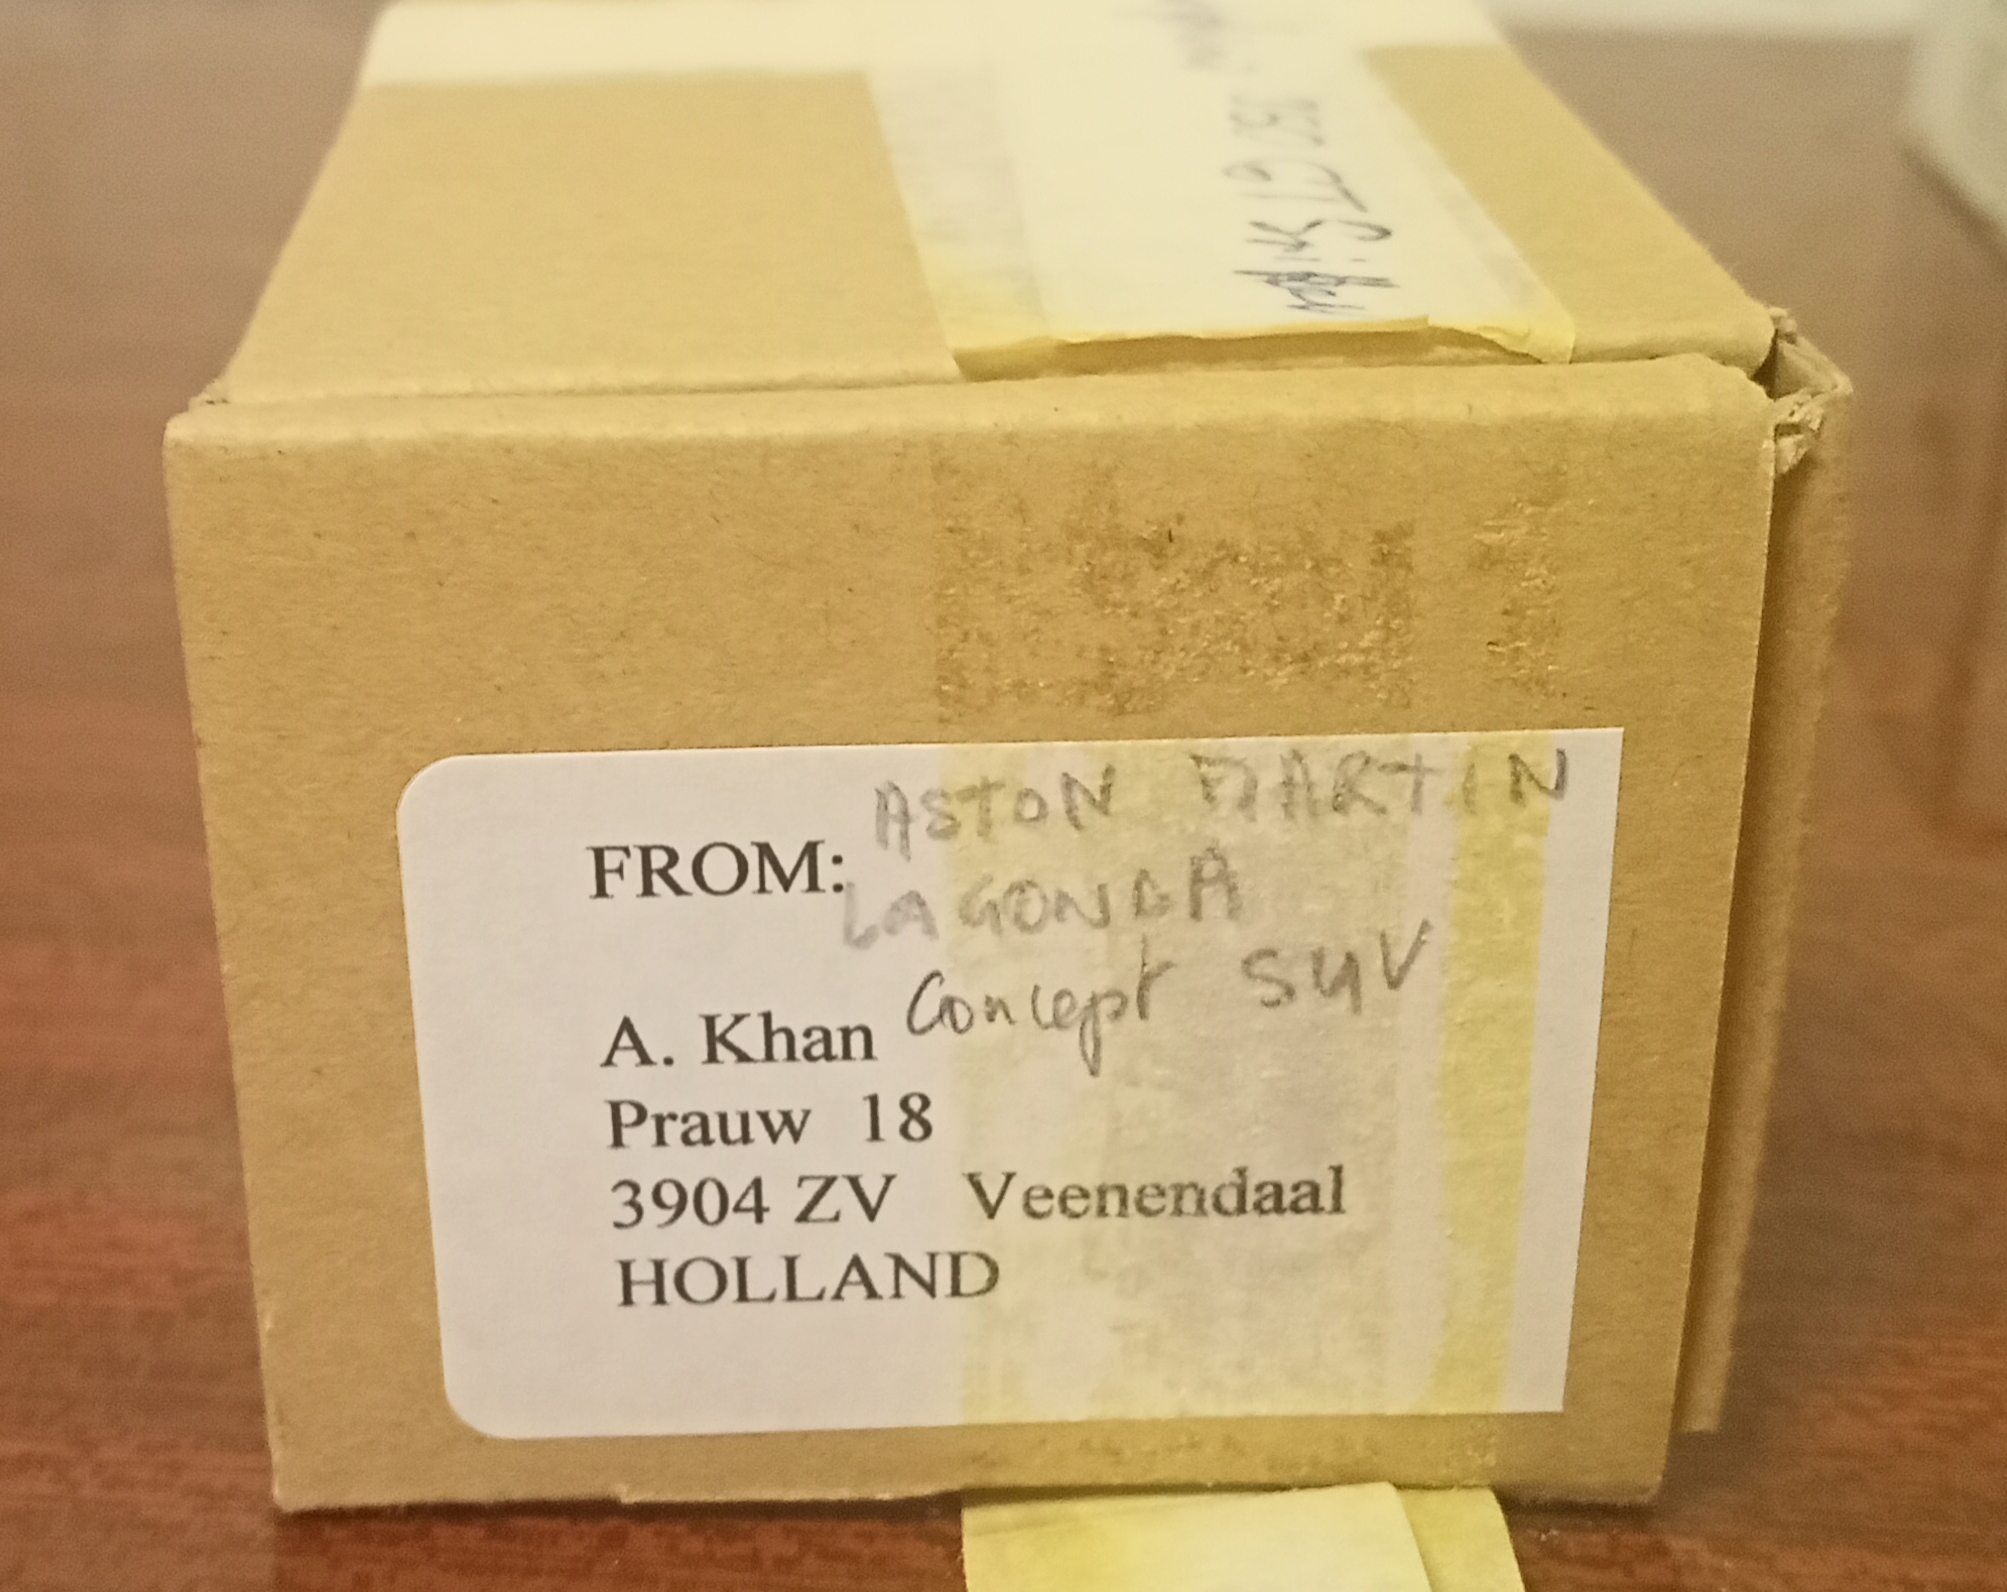 ASTON MARTIN
FROM:
LAGONDA
Concept SUV
A. Khan
Prauw 18
3904 ZV Veenendaal
HOLLAND